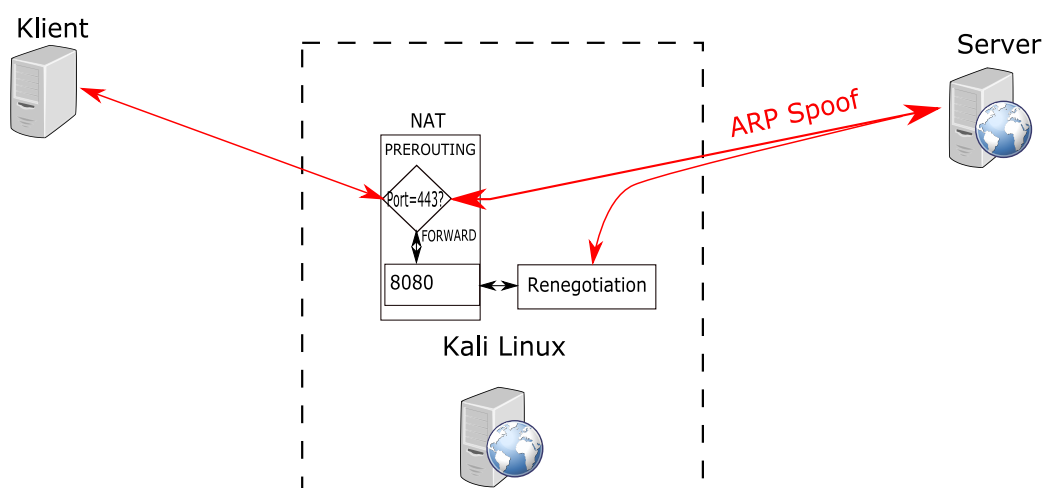 Klient
Server
ARP Spoof
NAT
PREROUTING
Port=443?
FORWARD
8080
Renegotiation
Kali Linux